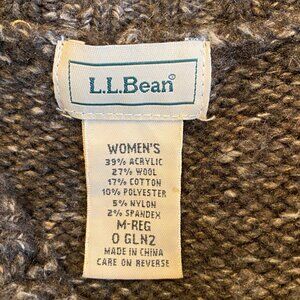 L.L.Bean®
WOMEN'S
39% ACRYLIC
27% WOOL
17% COTTON
10% POLYESTER
5% NYLON
2% SPANDEX
M-REG
0 GLN2
MADE IN CHINA
CARE ON REVERSE